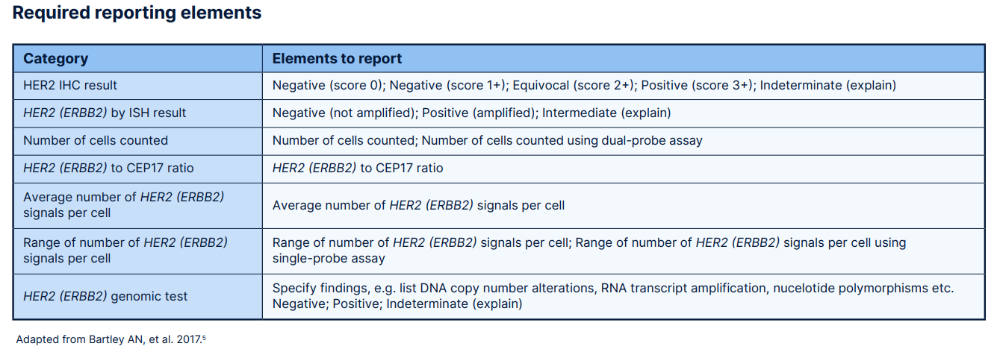 Required reporting elements
Category
Elements to report
HER2 IHC result
Negative (score 0); Negative (score 1+); Equivocal (score 2+); Positive (score 3+); Indeterminate (explain)
HER2 (ERBB2) by ISH result
Negative (not amplified); Positive (amplified); Intermediate (explain)
Number of cells counted
Number of cells counted; Number of cells counted using dual-probe assay
HER2 (ERBB2) to CEP17 ratio
HER2 (ERBB2) to CEP17 ratio
Average number of HER2 (ERBB2)
signals per cell
Average number of HER2 (ERBB2) signals per cell
Range of number of HER2 (ERBB2)
signals per cell
Range of number of HER2 (ERBB2) signals per cell; Range of number of HER2 (ERBB2) signals per cell using
single-probe assay
HER2 (ERBB2) genomic test
Specify findings, e.g. list DNA copy number alterations, RNA transcript amplification, nucelotide polymorphisms etc.
Negative; Positive; Indeterminate (explain)
Adapted from Bartley AN, et al. 2017.⁵